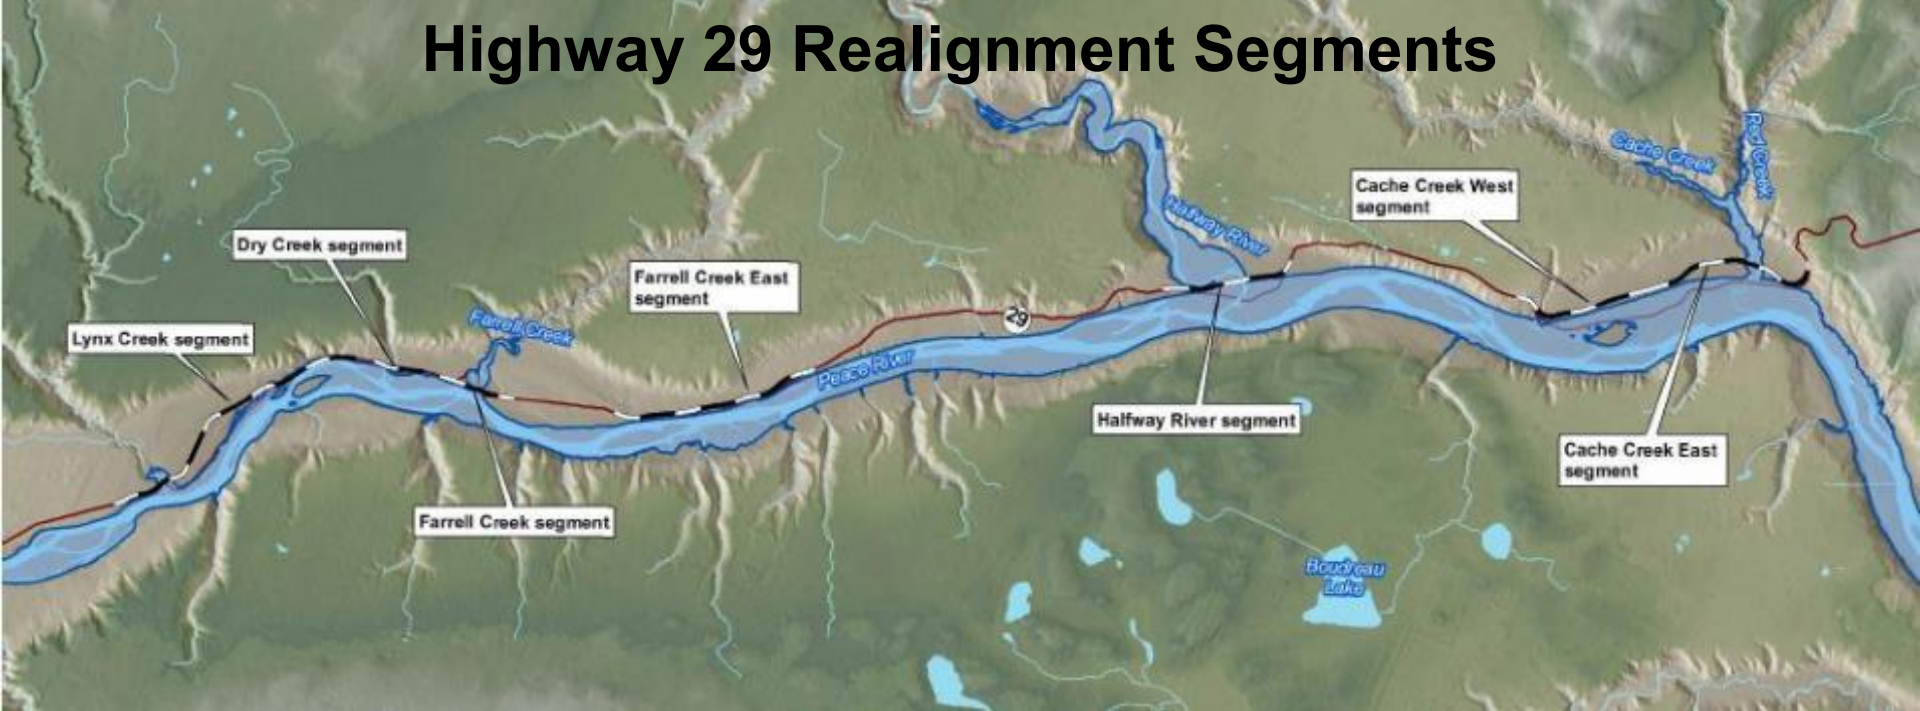 Highway 29 Realignment Segments
Cache Creek
Red Creek
Cache Creek West
segment
Halfway River
Dry Creek segment
Farrell Creek East
segment
Farrell Creek
29
Lynx Creek segment
Peace River
Halfway River segment
Cache Creek East
segment
Farrell Creek segment
Boudreau
Lake